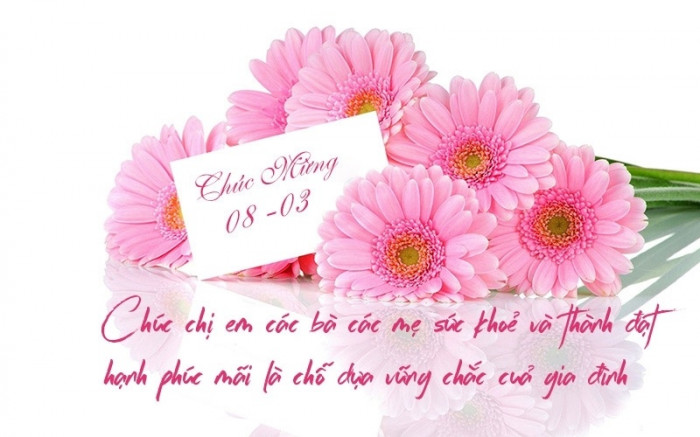 Chúc Mừng
08 -03
Chúc chị em các bà các mẹ sức khoẻ và thành đạt
hạnh phúc mãi là chỗ dựa vững chắc cuả gia đình